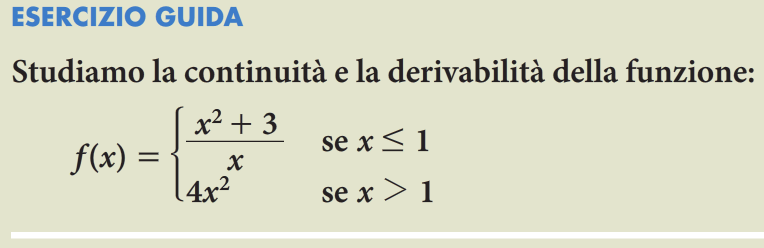 ESERCIZIO GUIDA
Studiamo la continuità e la derivabilità della funzione:
f(x) = { (x² + 3)/x se x ≤ 1
4x² se x > 1